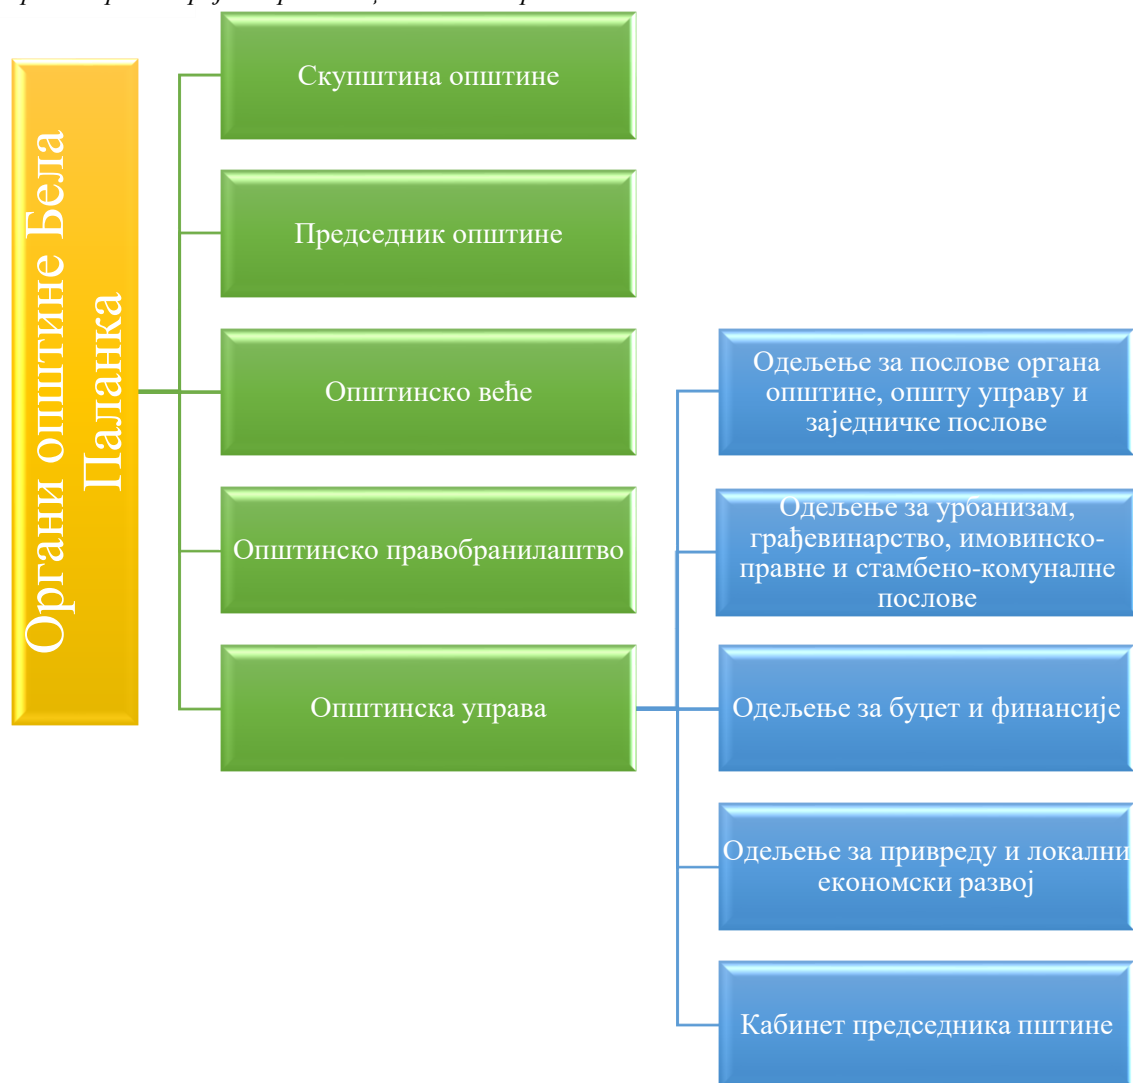 Органи општине Бела
Паланка
Скупштина општине
Председник општине
Општинско веће
Општинско правобранилаштво
Општинска управа
Одељење за послове органа
општине, општу управу и
заједничке послове
Одељење за урбанизам,
грађевинарство, имовинско-
правне и стамбено-комуналне
послове
Одељење за буџет и финансије
Одељење за привреду и локални
економски развој
Кабинет председника пштине